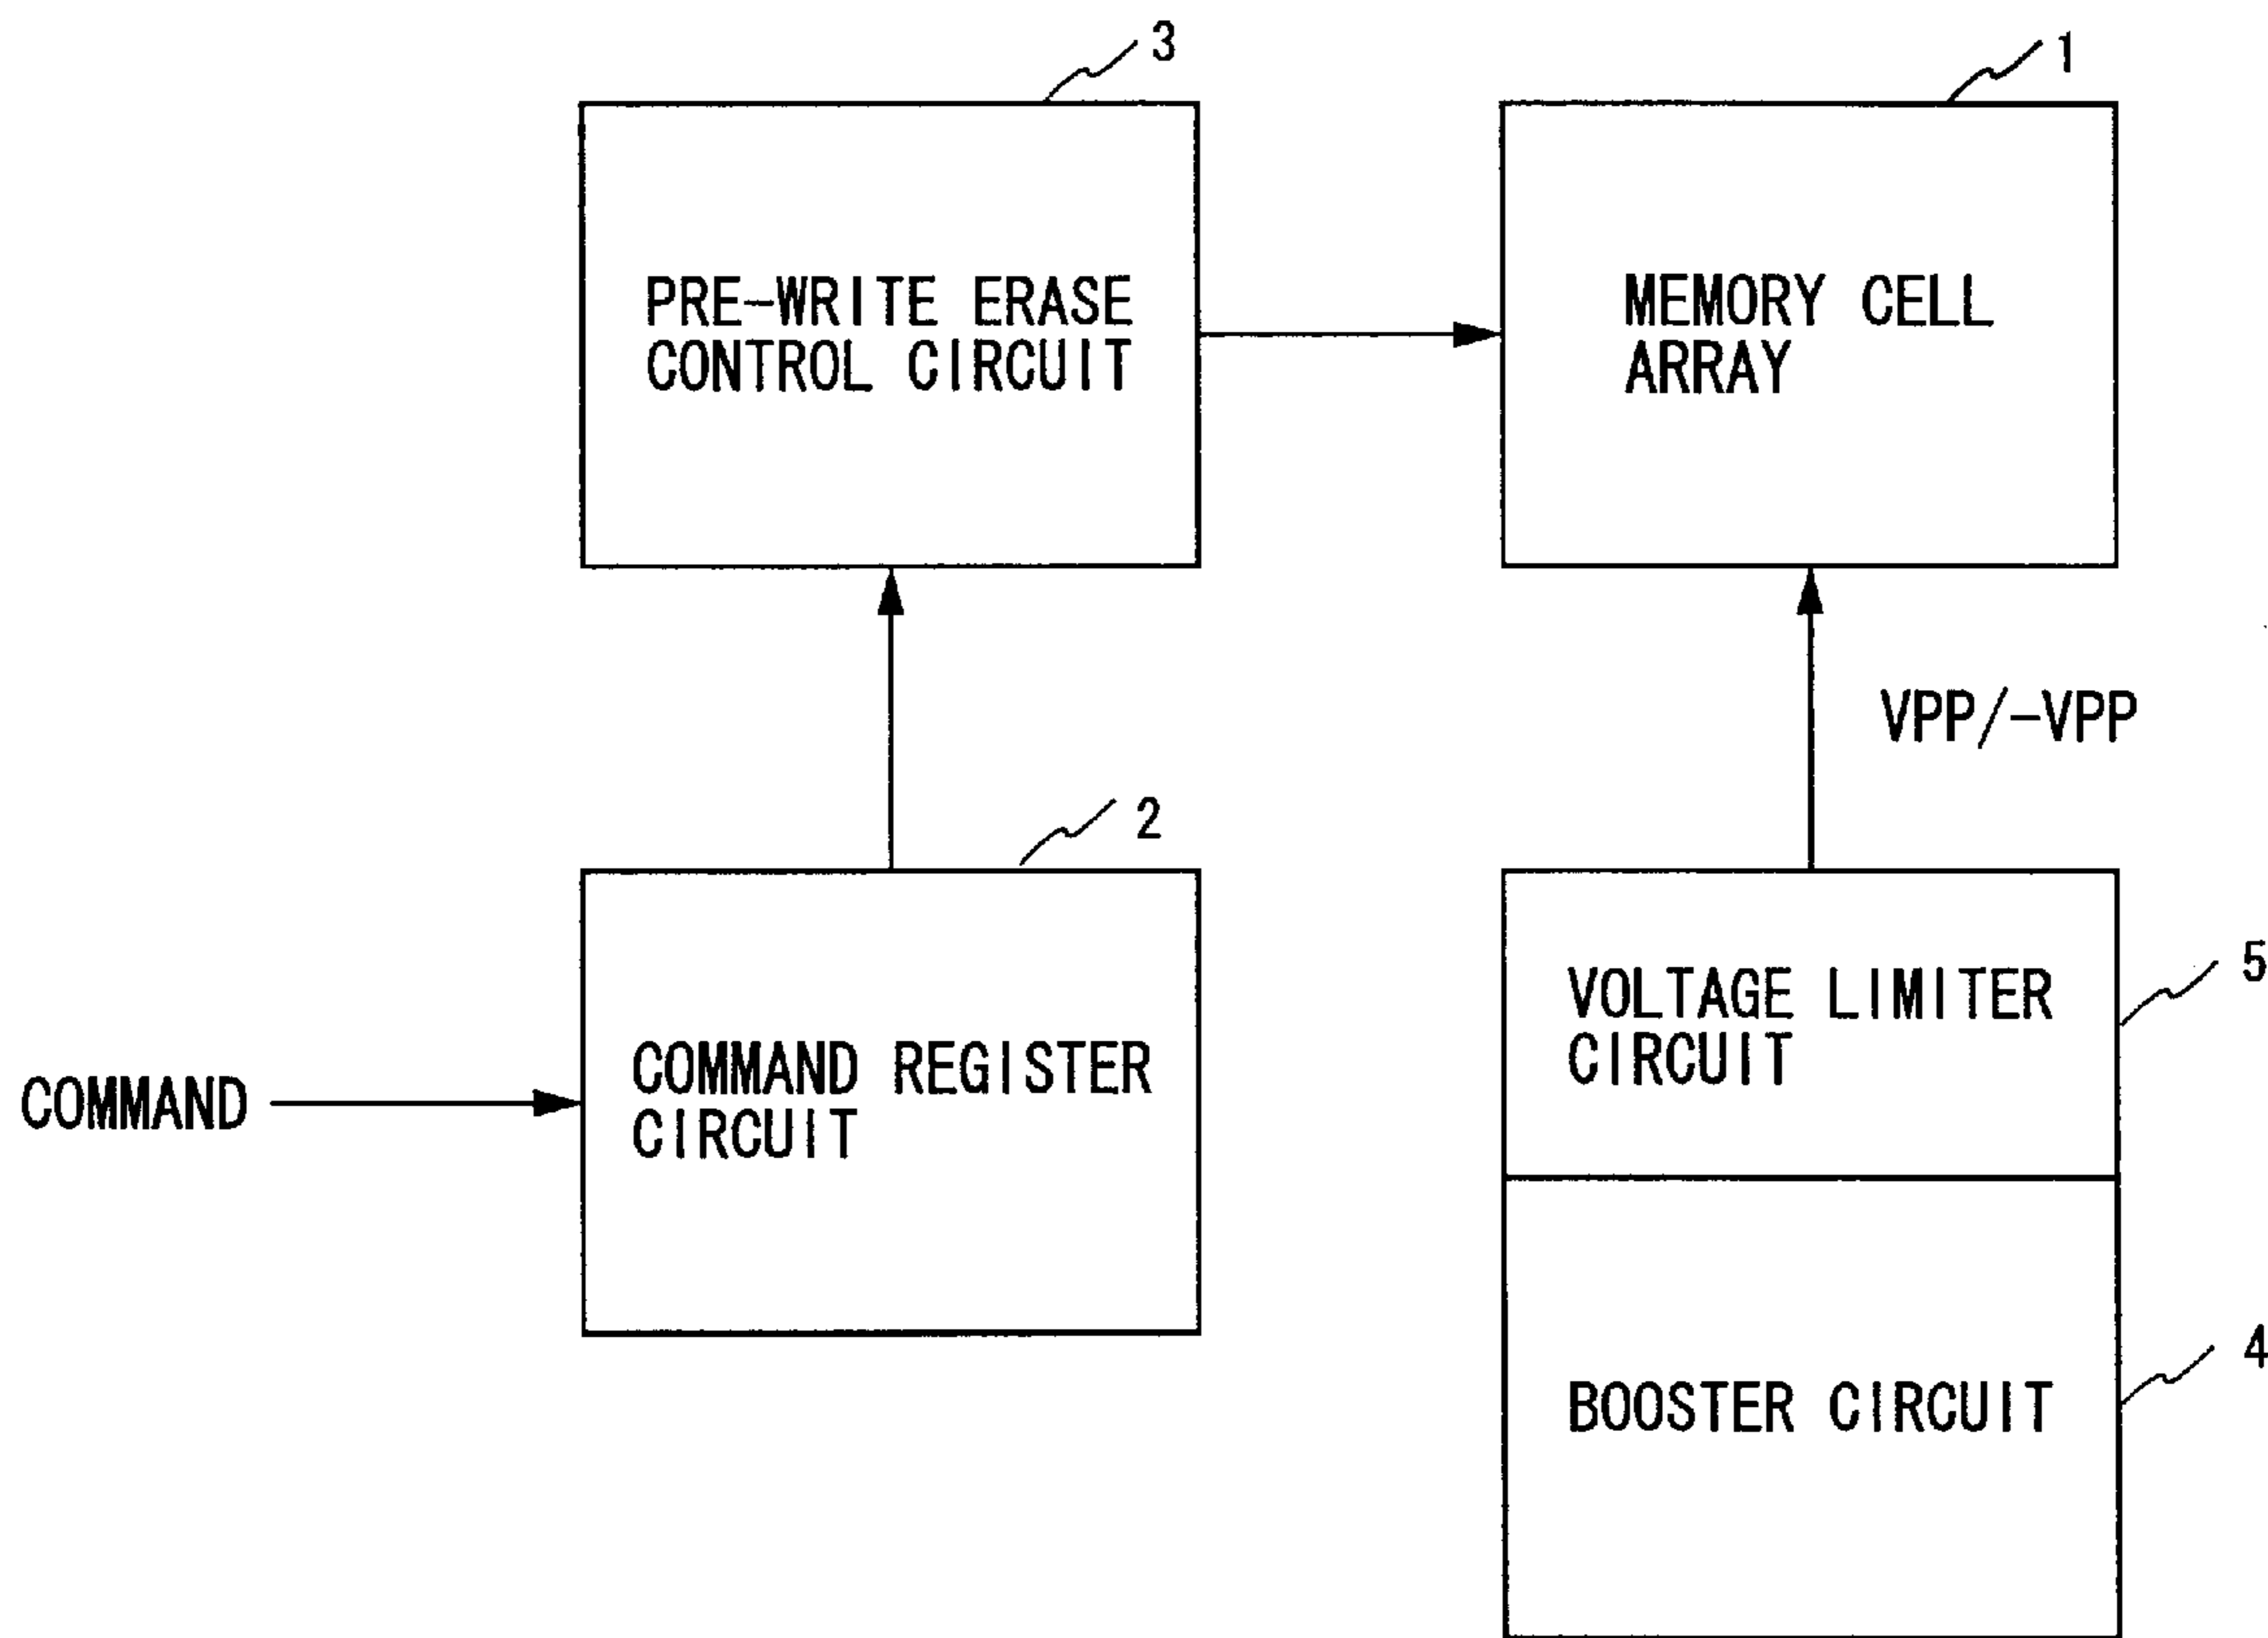 3
1
PRE-WRITE ERASE
CONTROL CIRCUIT
MEMORY CELL
ARRAY
VPP/-VPP
2
5
VOLTAGE LIMITER
CIRCUIT
COMMAND
COMMAND REGISTER
CIRCUIT
4
BOOSTER CIRCUIT